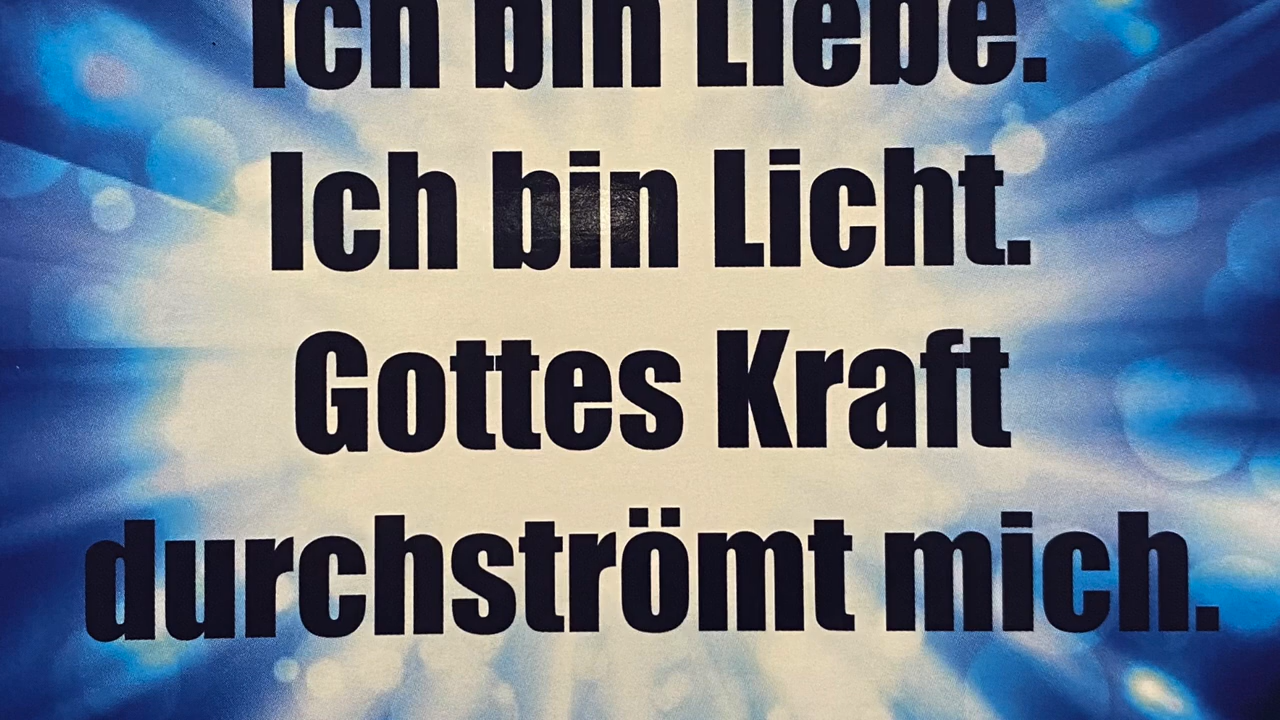 Ich bin Liebe.
Ich bin Licht.
Gottes Kraft
durchströmt mich.